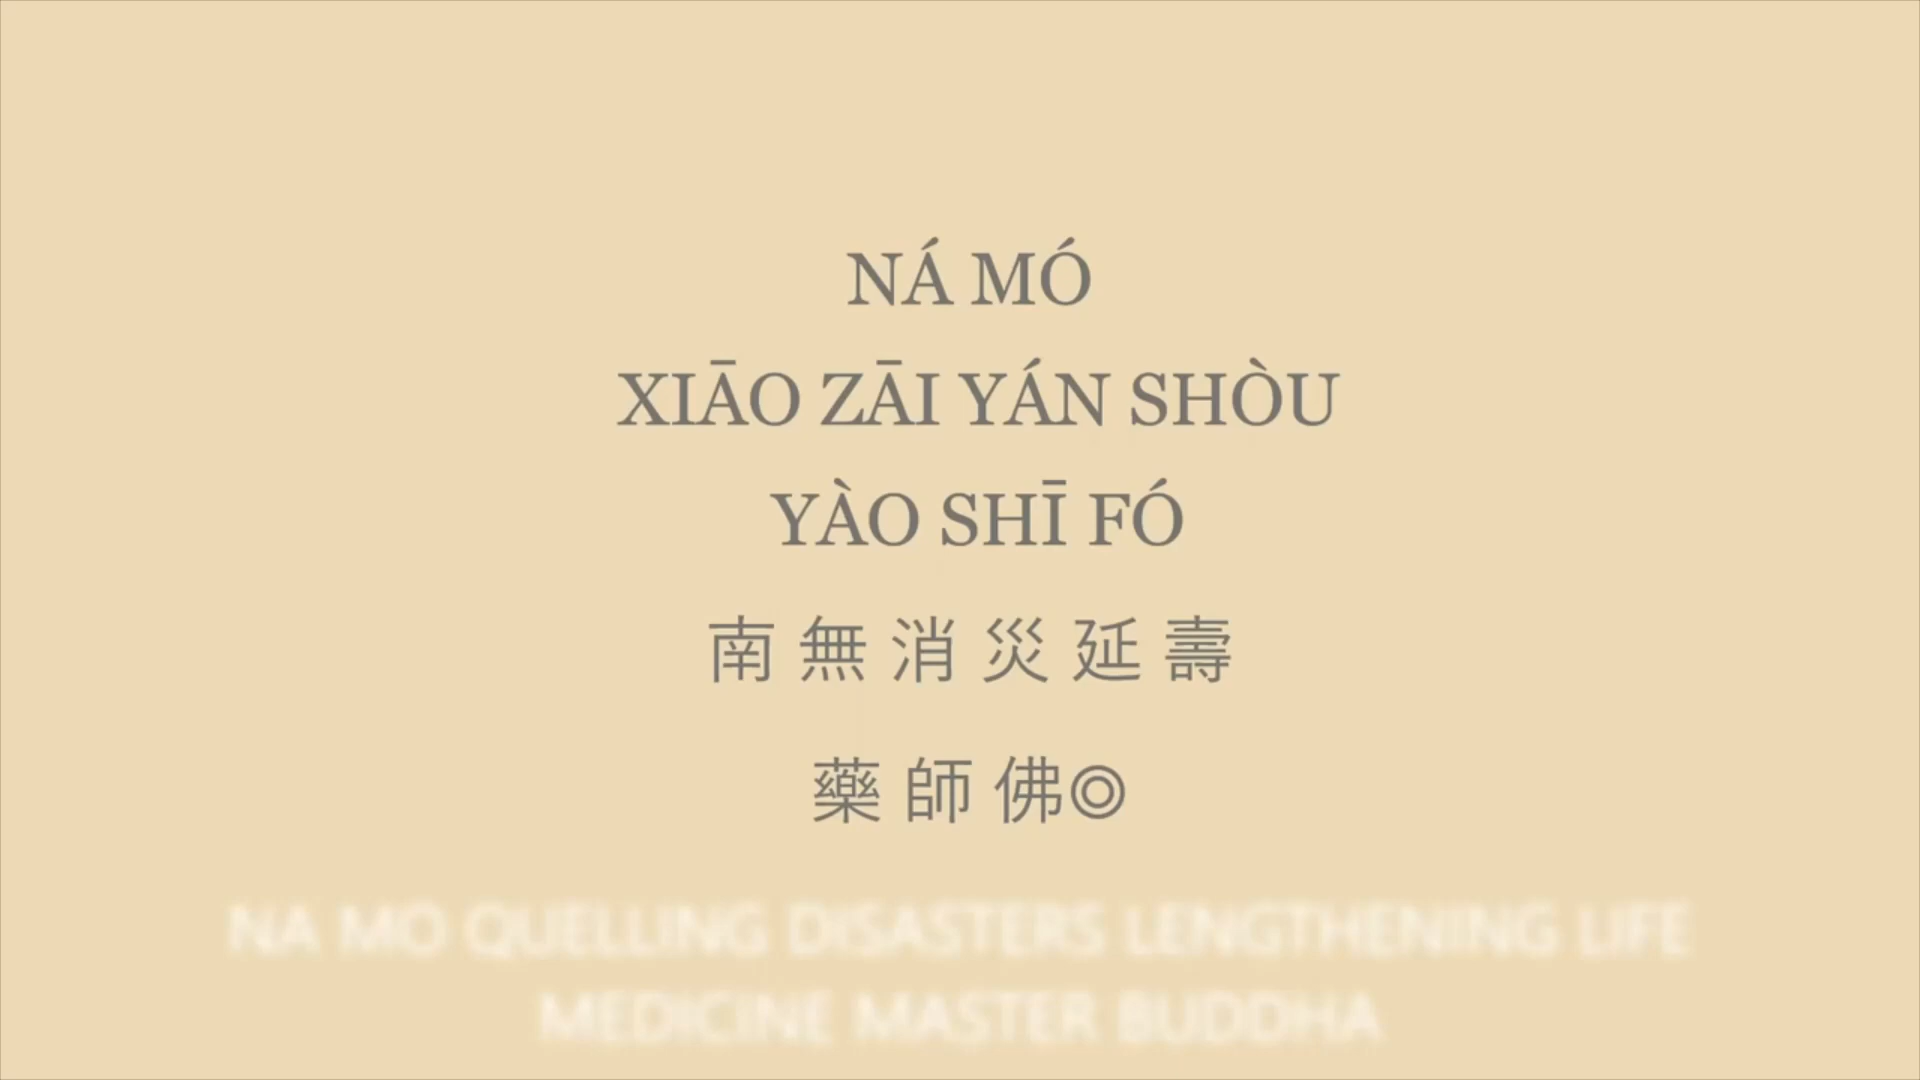 NÁ MÓ
XIĀO ZĀI YÁN SHÒU
YÀO SHĪ FÓ
南 無 消 災 延 壽
藥 師 佛◎
NA MO QUELLING DISASTERS LENGTHENING LIFE
MEDICINE MASTER BUDDHA